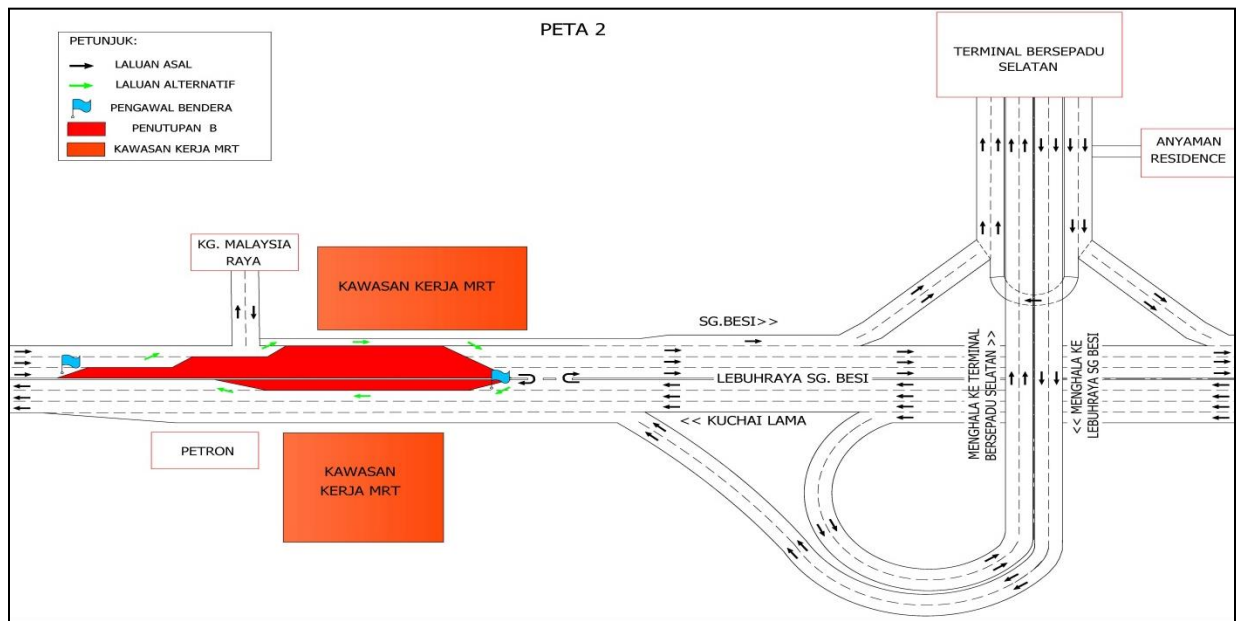 PETA 2
PETUNJUK:
LALUAN ASAL
LALUAN ALTERNATIF
PENGAWAL BENDERA
PENUTUPAN B
KAWASAN KERJA MRT
TERMINAL BERSEPADU
SELATAN
ANYAMAN
RESIDENCE
KG. MALAYSIA
RAYA
KAWASAN KERJA MRT
SG.BESI>>
LEBUHRAYA SG. BESI
<< KUCHAI LAMA
MENGHALA KE TERMINAL
BERSEPADU SELATAN >>
<< MENGHALA KE
LEBUHRAYA SG BESI
PETRON
KAWASAN
KERJA MRT